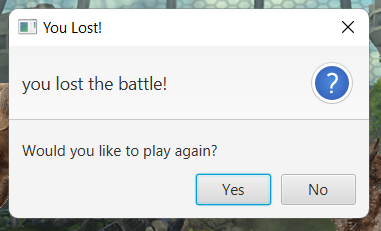 You Lost!
you lost the battle!
?
Would you like to play again?
Yes
No